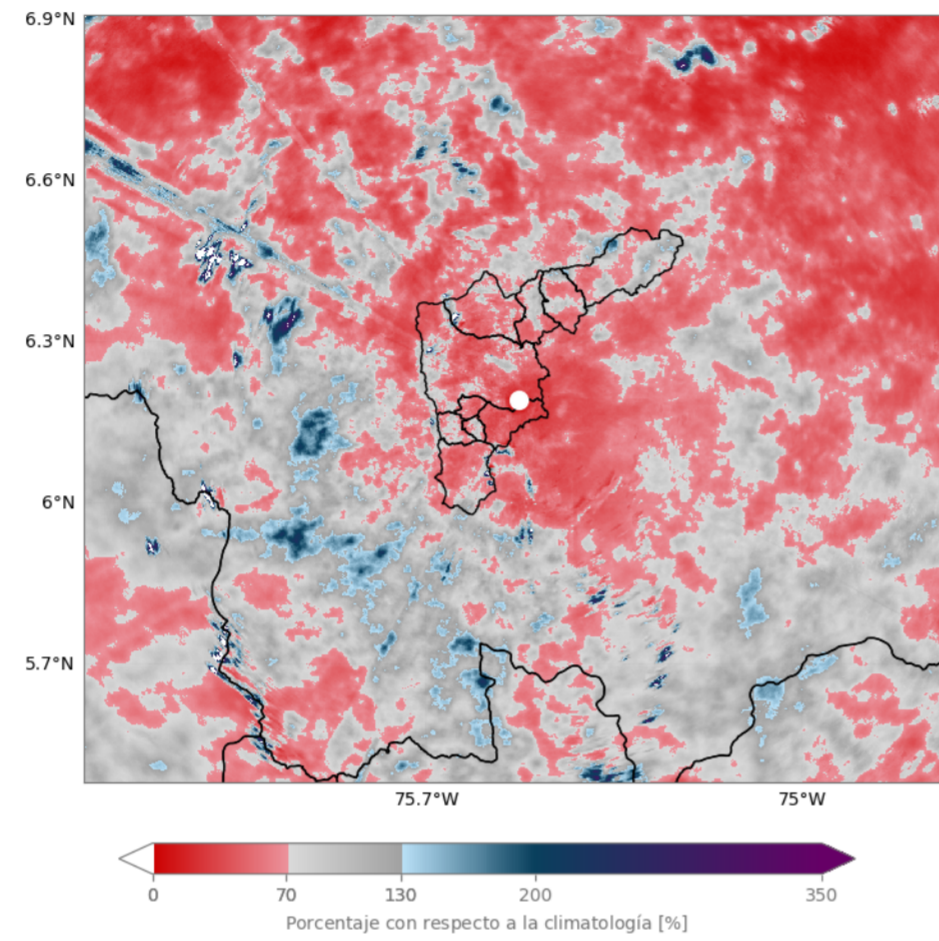 6.9°N
6.6°N
6.3°N
6°N
5.7°N
75.7°W 75°W
0 70 130 200 350
Porcentaje con respecto a la climatología [%]